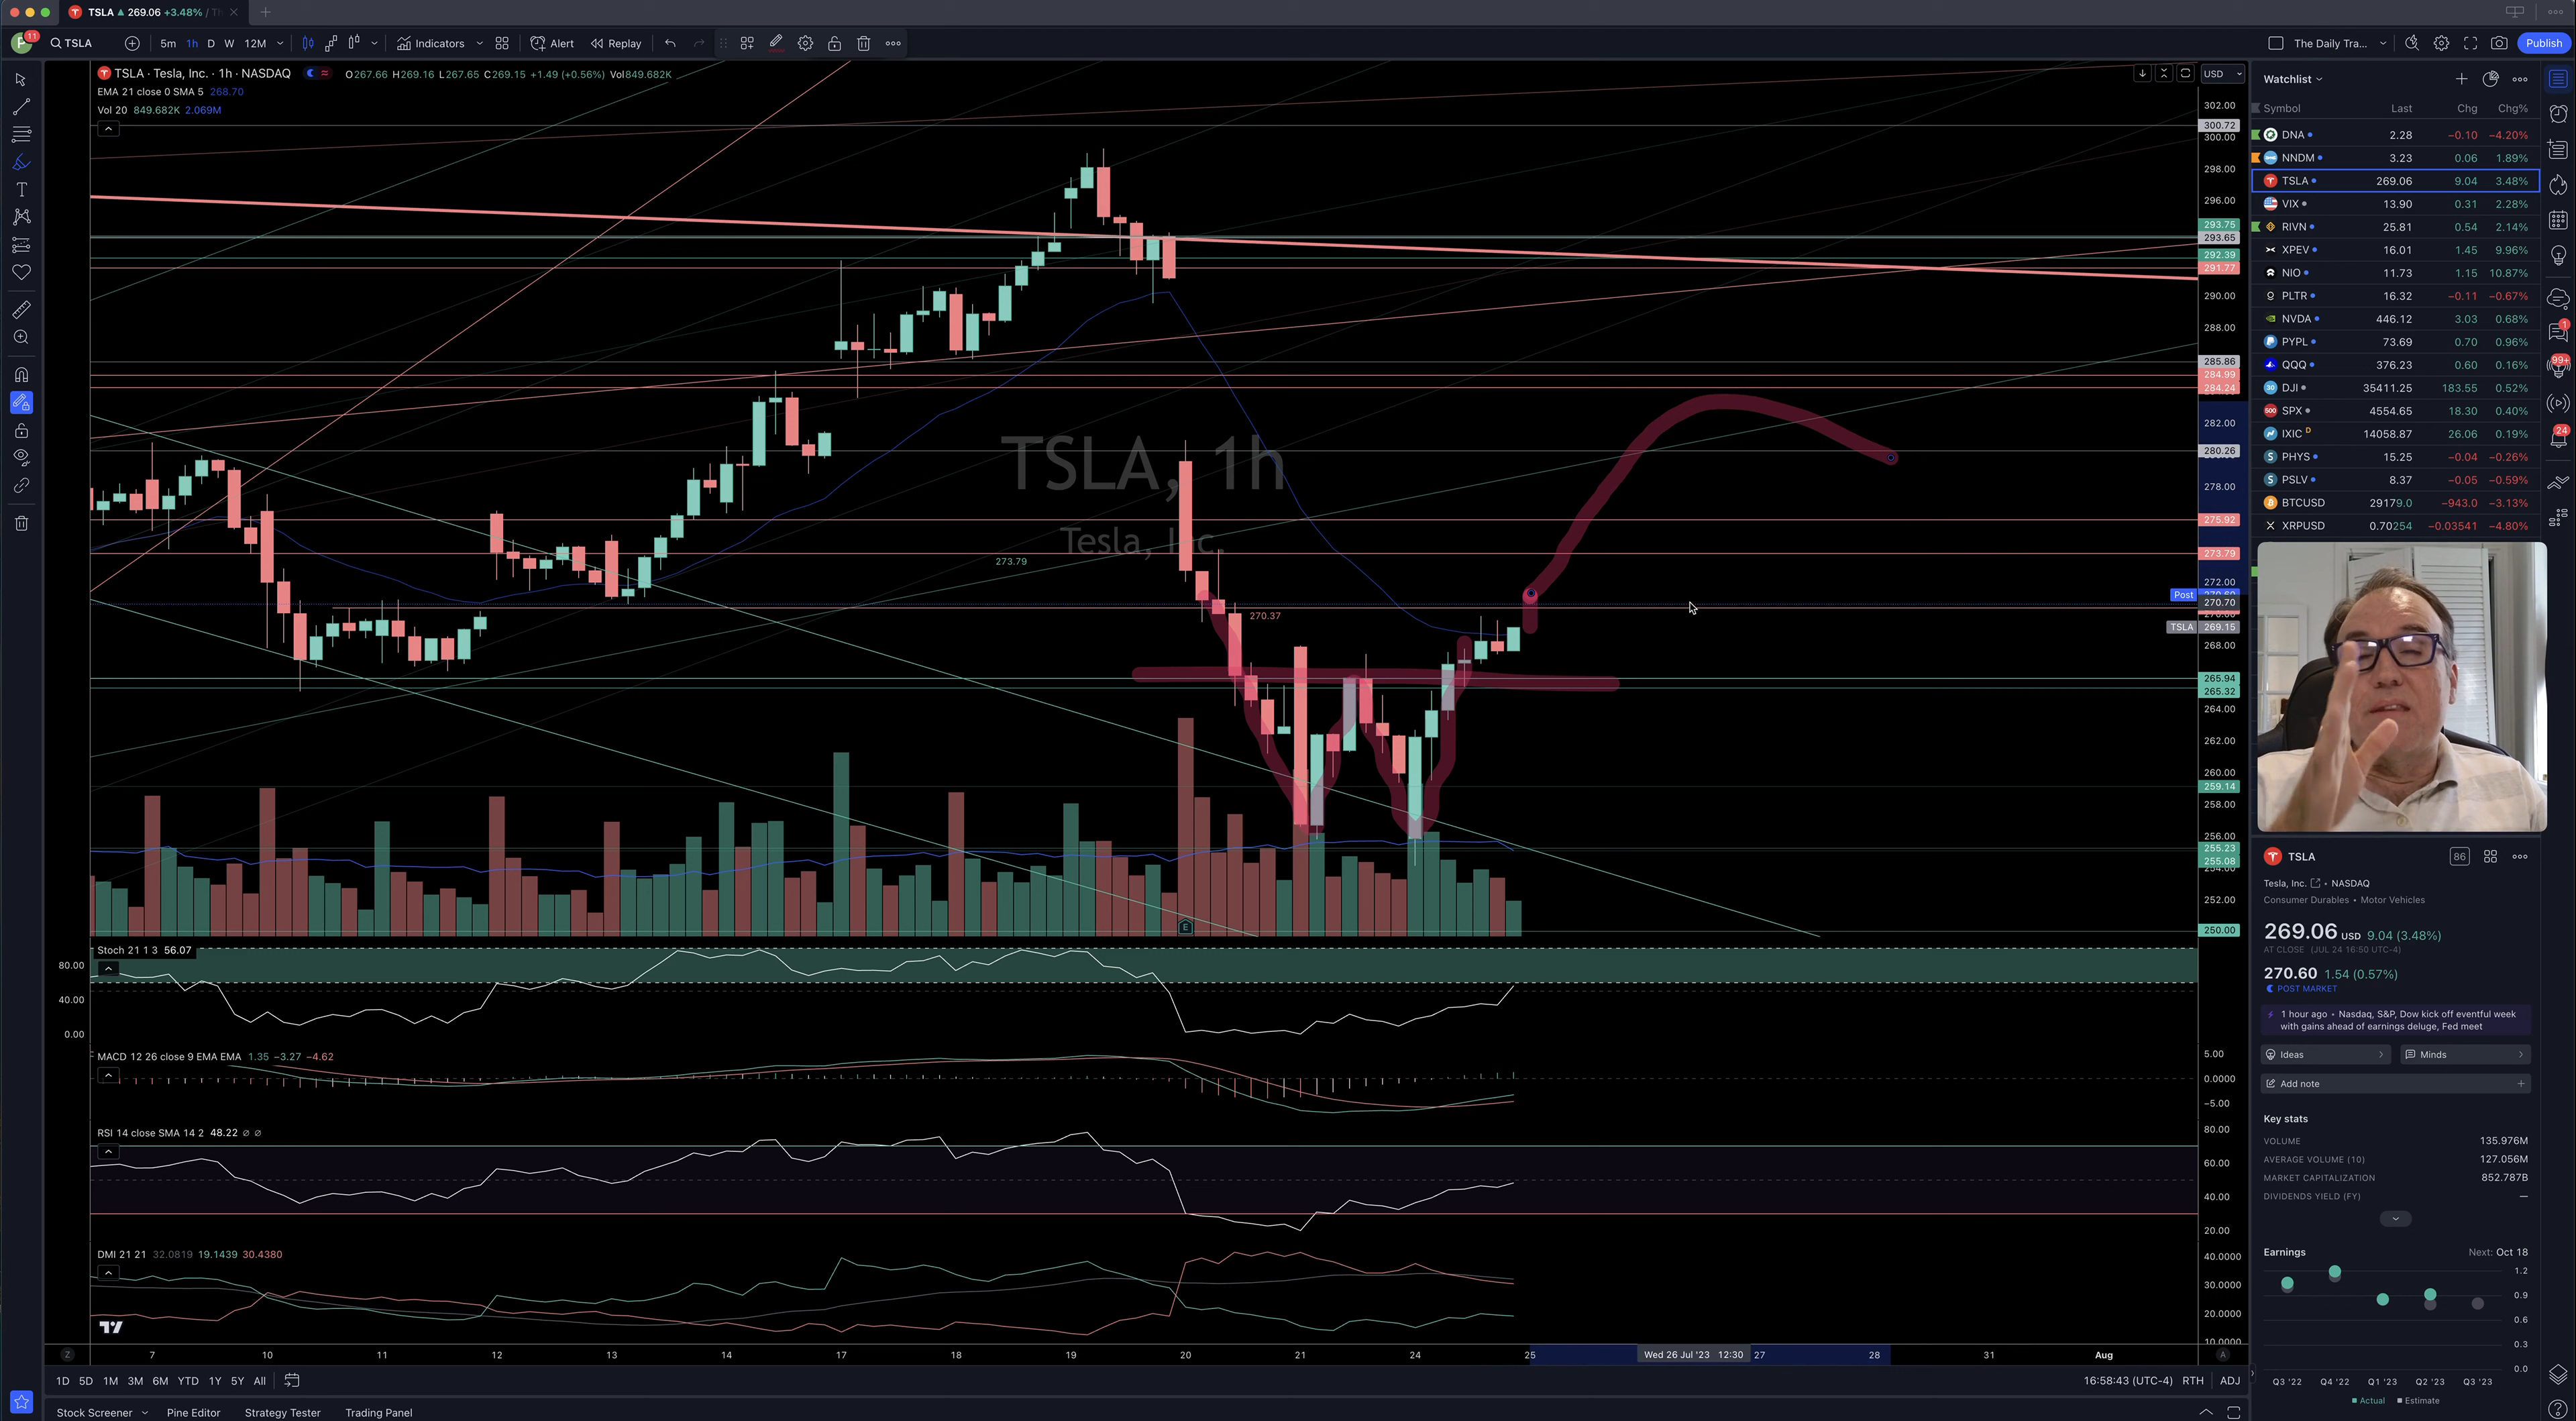 TSLA ▲ 269.06 +3.48% / Th
11
TSLA
5m 1h D W 12M
Indicators
Alert
Replay
The Daily Tra...
Publish
TSLA · Tesla, Inc. · 1h · NASDAQ
O267.66 H269.16 L267.65 C269.15 +1.49 (+0.56%) Vol849.682K
EMA 21 close 0 SMA 5 268.70
Vol 20 849.682K 2.069M
TSLA, 1h
Tesla, Inc.
273.79
270.37
E
USD
302.00
300.72
300.00
298.00
296.00
293.75
293.65
292.39
291.77
290.00
288.00
285.86
284.99
284.24
282.00
280.26
278.00
275.92
273.79
272.00
Post
270.70
TSLA 269.15
268.00
265.94
265.32
264.00
262.00
260.00
259.14
258.00
256.00
255.23
255.08
254.00
252.00
250.00
Stoch 21 1 3 56.07
80.00
40.00
0.00
MACD 12 26 close 9 EMA EMA 1.35 −3.27 −4.62
5.00
0.0000
−5.00
RSI 14 close SMA 14 2 48.22 ∅ ∅
80.00
60.00
40.00
20.00
DMI 21 21 32.0819 19.1439 30.4380
40.0000
30.0000
20.0000
10.0000
Z 7 10 11 12 13 14 17 18 19 20 21 24 25 Wed 26 Jul '23 12:30 27 28 31 Aug A
1D 5D 1M 3M 6M YTD 1Y 5Y All
16:58:43 (UTC-4) RTH ADJ
Stock Screener Pine Editor Strategy Tester Trading Panel
Watchlist
Symbol Last Chg Chg%
DNA 2.28 −0.10 −4.20%
NNDM 3.23 0.06 1.89%
TSLA 269.06 9.04 3.48%
VIX 13.90 0.31 2.28%
RIVN 25.81 0.54 2.14%
XPEV 16.01 1.45 9.96%
NIO 11.73 1.15 10.87%
PLTR 16.32 −0.11 −0.67%
NVDA 446.12 3.03 0.68%
PYPL 73.69 0.70 0.96%
QQQ 376.23 0.60 0.16%
30 DJI 35411.25 183.55 0.52%
500 SPX 4554.65 18.30 0.40%
IXIC D 14058.87 26.06 0.19%
PHYS 15.25 −0.04 −0.26%
PSLV 8.37 −0.05 −0.59%
BTCUSD 29179.0 −943.0 −3.13%
XRPUSD 0.70254 −0.03541 −4.80%
1
99+
24
TSLA
86
Tesla, Inc. • NASDAQ
Consumer Durables • Motor Vehicles
269.06 USD 9.04 (3.48%)
AT CLOSE (JUL 24 16:50 UTC-4)
270.60 1.54 (0.57%)
POST MARKET
1 hour ago • Nasdaq, S&P, Dow kick off eventful week
with gains ahead of earnings deluge, Fed meet
Ideas
Minds
Add note
Key stats
VOLUME 135.976M
AVERAGE VOLUME (10) 127.056M
MARKET CAPITALIZATION 852.787B
DIVIDENDS YIELD (FY) —
Earnings Next: Oct 18
1.2
0.9
0.6
0.3
0.0
Q3 '22 Q4 '22 Q1 '23 Q2 '23 Q3 '23
Actual Estimate